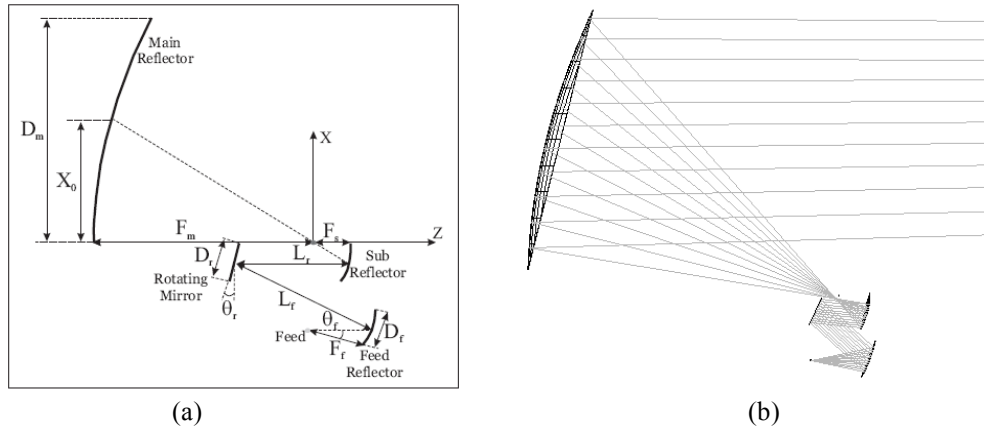 Main
Reflector
D_m
X_0
X
F_m
F_s
Z
D_r
L_r
Sub
Reflector
Rotating
Mirror
θ_r
L_f
θ_f
D_f
Feed
F_f
Feed
Reflector
(a)
(b)